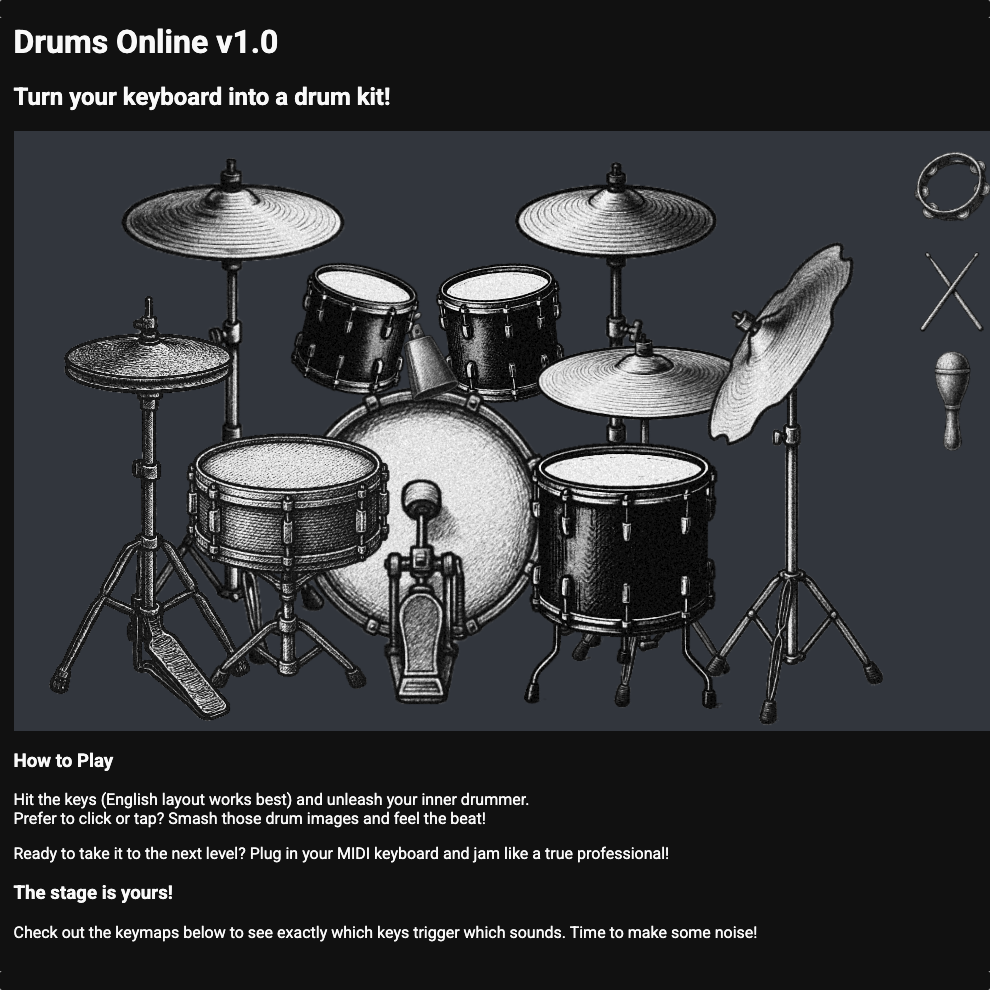 Drums Online v1.0
Turn your keyboard into a drum kit!
How to Play
Hit the keys (English layout works best) and unleash your inner drummer.
Prefer to click or tap? Smash those drum images and feel the beat!
Ready to take it to the next level? Plug in your MIDI keyboard and jam like a true professional!
The stage is yours!
Check out the keymaps below to see exactly which keys trigger which sounds. Time to make some noise!